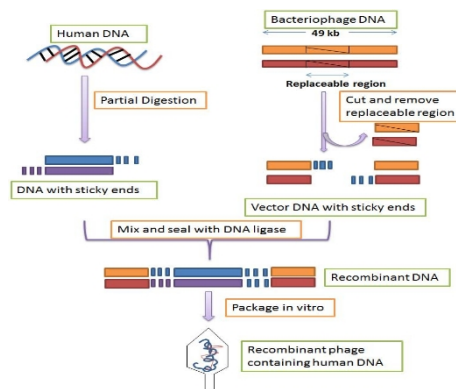 Human DNA
Bacteriophage DNA
49 kb
Replaceable region
Partial Digestion
Cut and remove
replaceable region
DNA with sticky ends
Vector DNA with sticky ends
Mix and seal with DNA ligase
Recombinant DNA
Package in vitro
Recombinant phage
containing human DNA